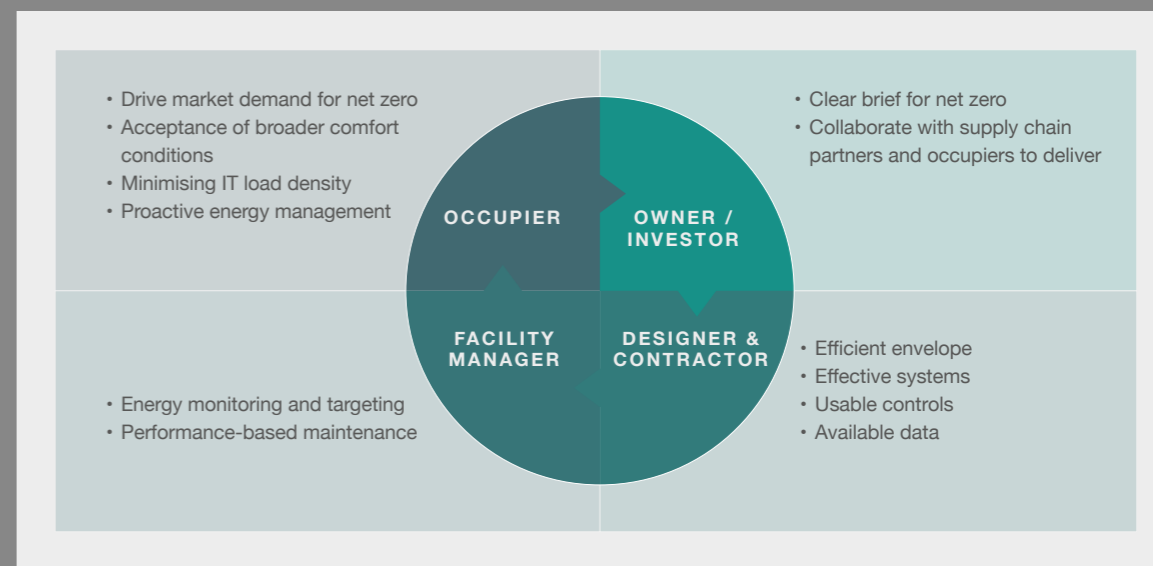 • Drive market demand for net zero
• Acceptance of broader comfort
conditions
• Minimising IT load density
• Proactive energy management
• Clear brief for net zero
• Collaborate with supply chain
partners and occupiers to deliver
OCCUPIER
OWNER /
INVESTOR
FACILITY
MANAGER
DESIGNER &
CONTRACTOR
• Energy monitoring and targeting
• Performance-based maintenance
• Efficient envelope
• Effective systems
• Usable controls
• Available data